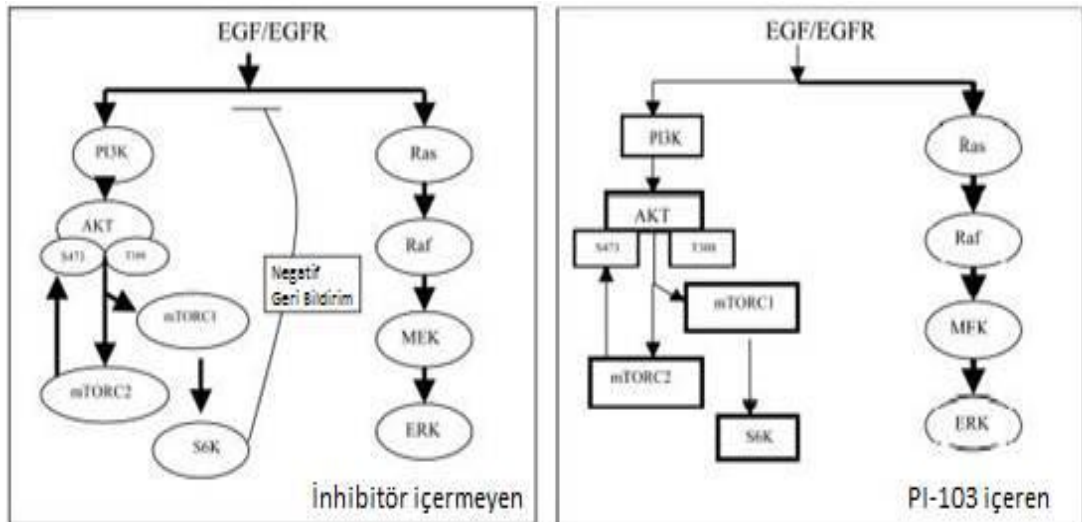 EGF/EGFR
PI3K
Ras
AKT
S473
T308
Raf
Negatif
Geri Bildirim
mTORC1
MEK
mTORC2
S6K
ERK
İnhibitör içermeyen
EGF/EGFR
PI3K
Ras
AKT
S473
T308
Raf
mTORC1
MEK
mTORC2
S6K
ERK
PI-103 içeren